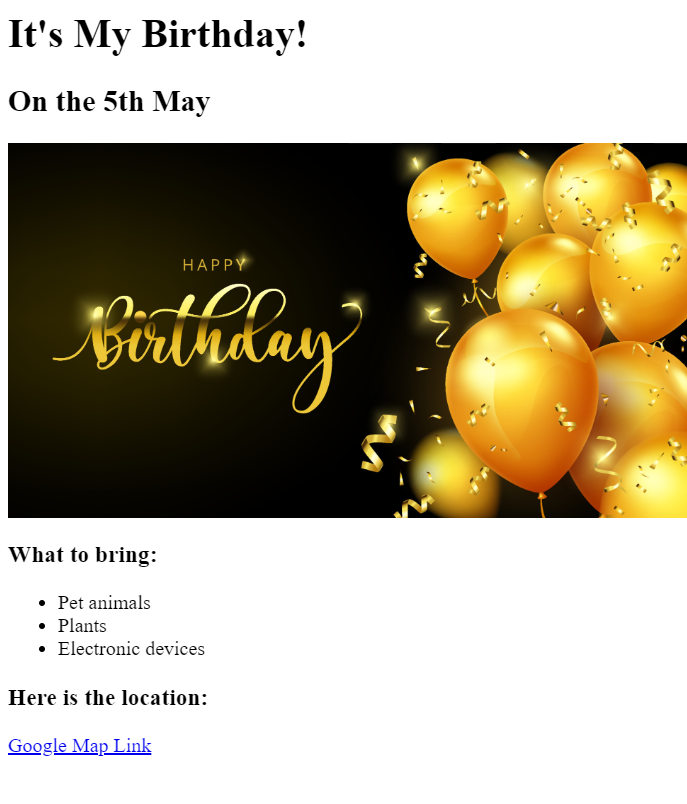 It's My Birthday!
On the 5th May
HAPPY
Birthday
What to bring:
Pet animals
Plants
Electronic devices
Here is the location:
Google Map Link